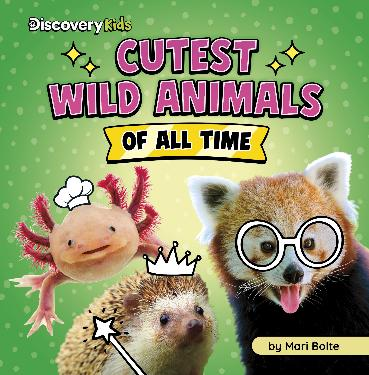 Discovery Kids
CUTEST
WILD ANIMALS
OF ALL TIME
by Mari Bolte